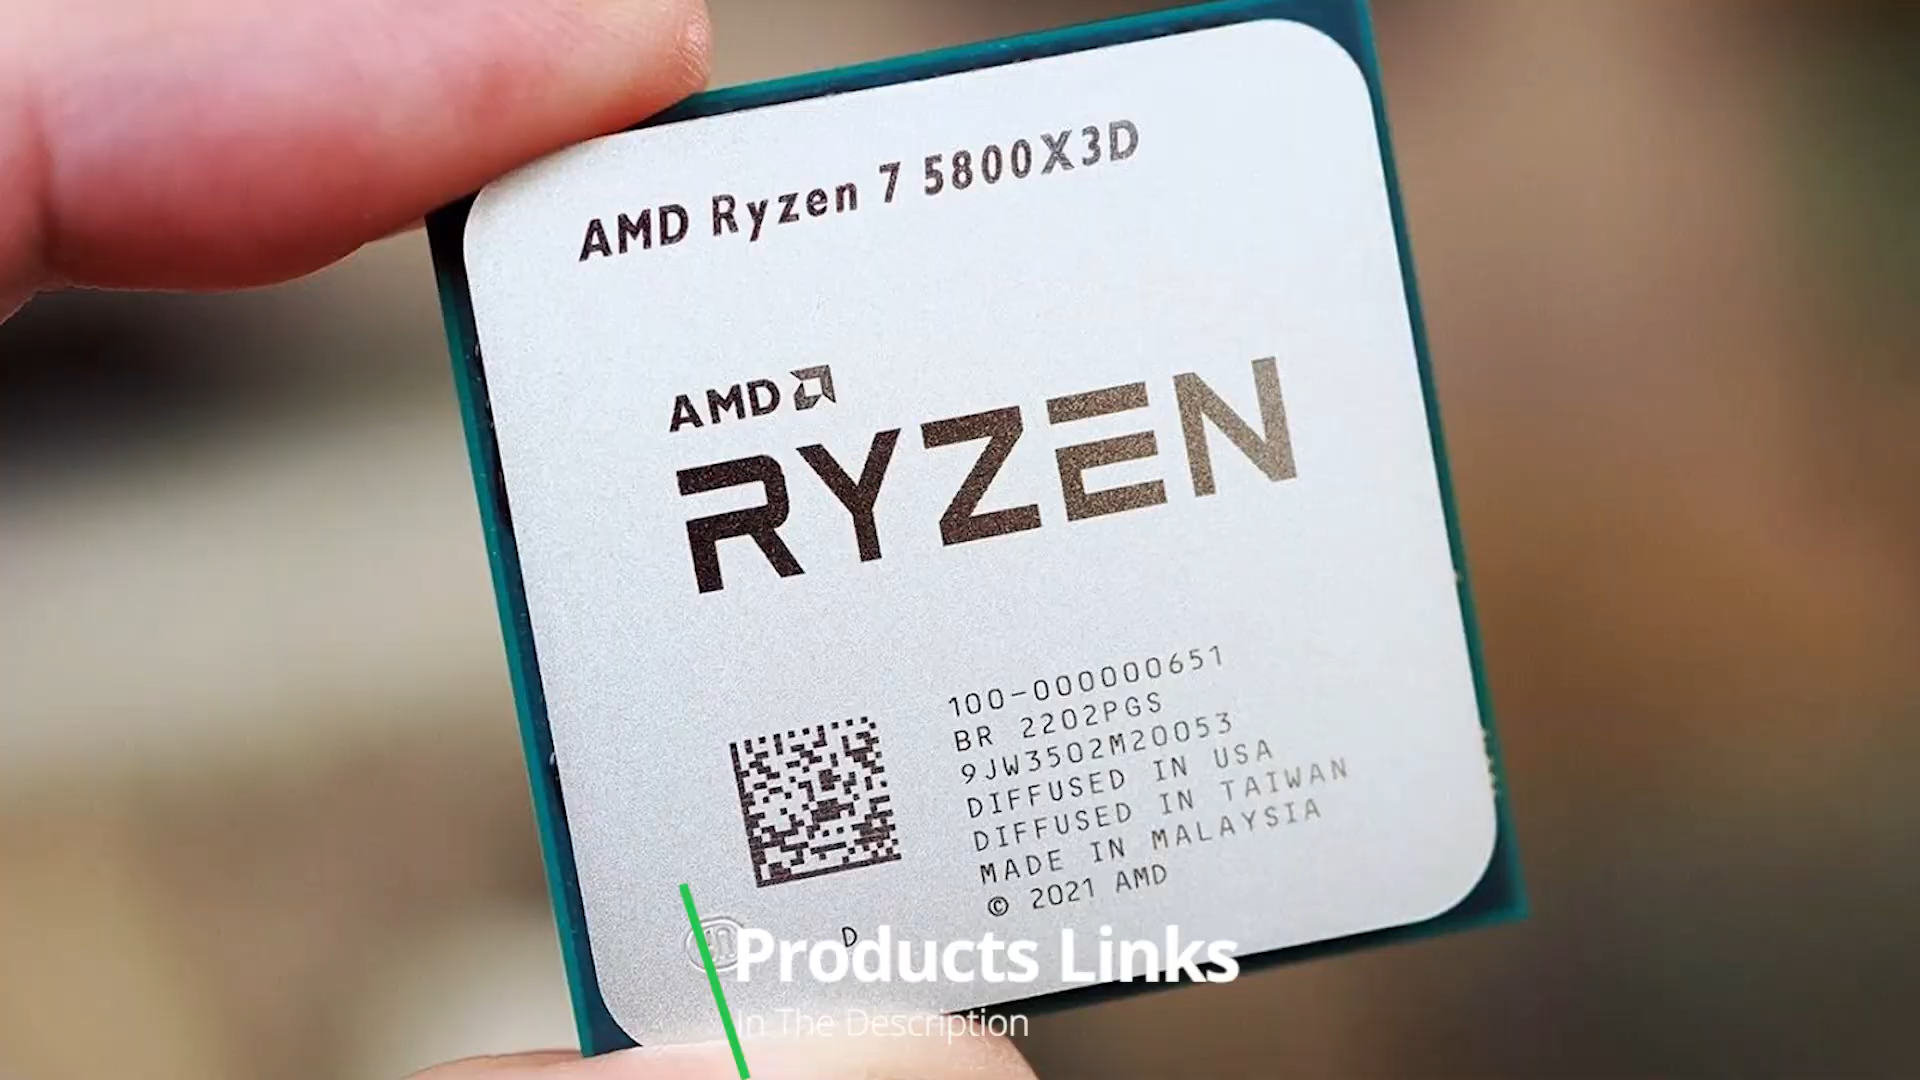 AMD Ryzen 7 5800X3D
AMD
RYZEN
100-000000651
BR 2202PGS
9JW3502M20053
DIFFUSED IN USA
DIFFUSED IN TAIWAN
MADE IN MALAYSIA
© 2021 AMD
D
Products Links
In The Description